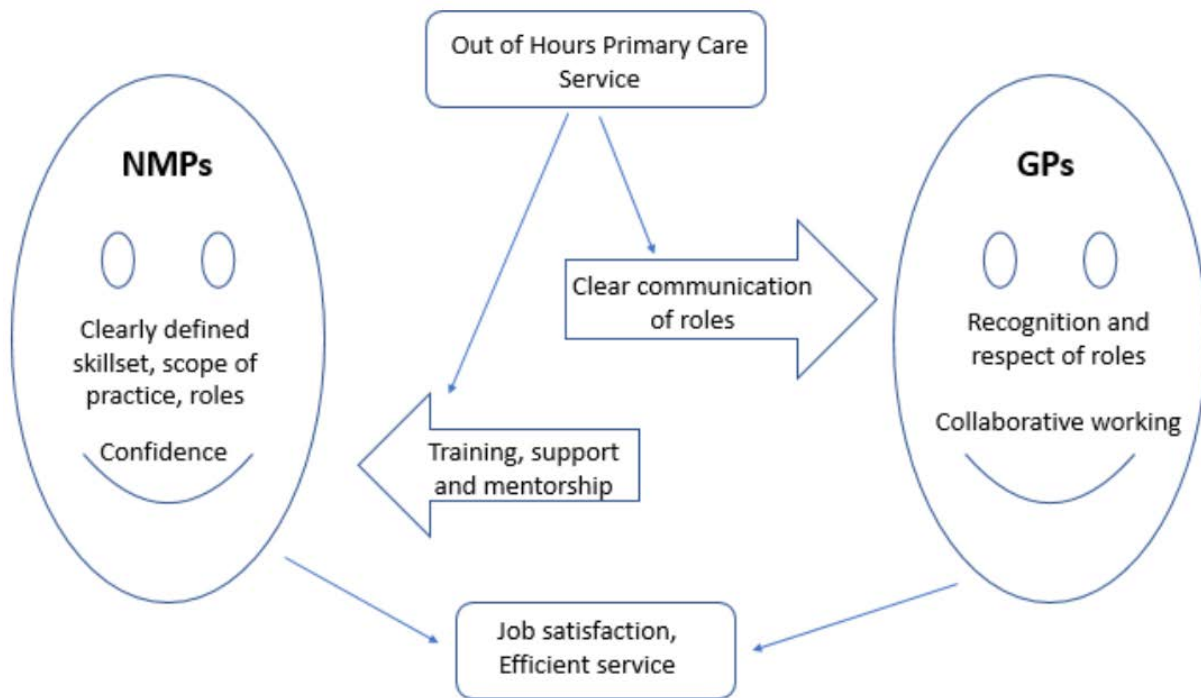 Out of Hours Primary Care
Service
NMPs
GPs
Clearly defined
skillset, scope of
practice, roles
Confidence
Clear communication
of roles
Recognition and
respect of roles
Collaborative working
Training, support
and mentorship
Job satisfaction,
Efficient service